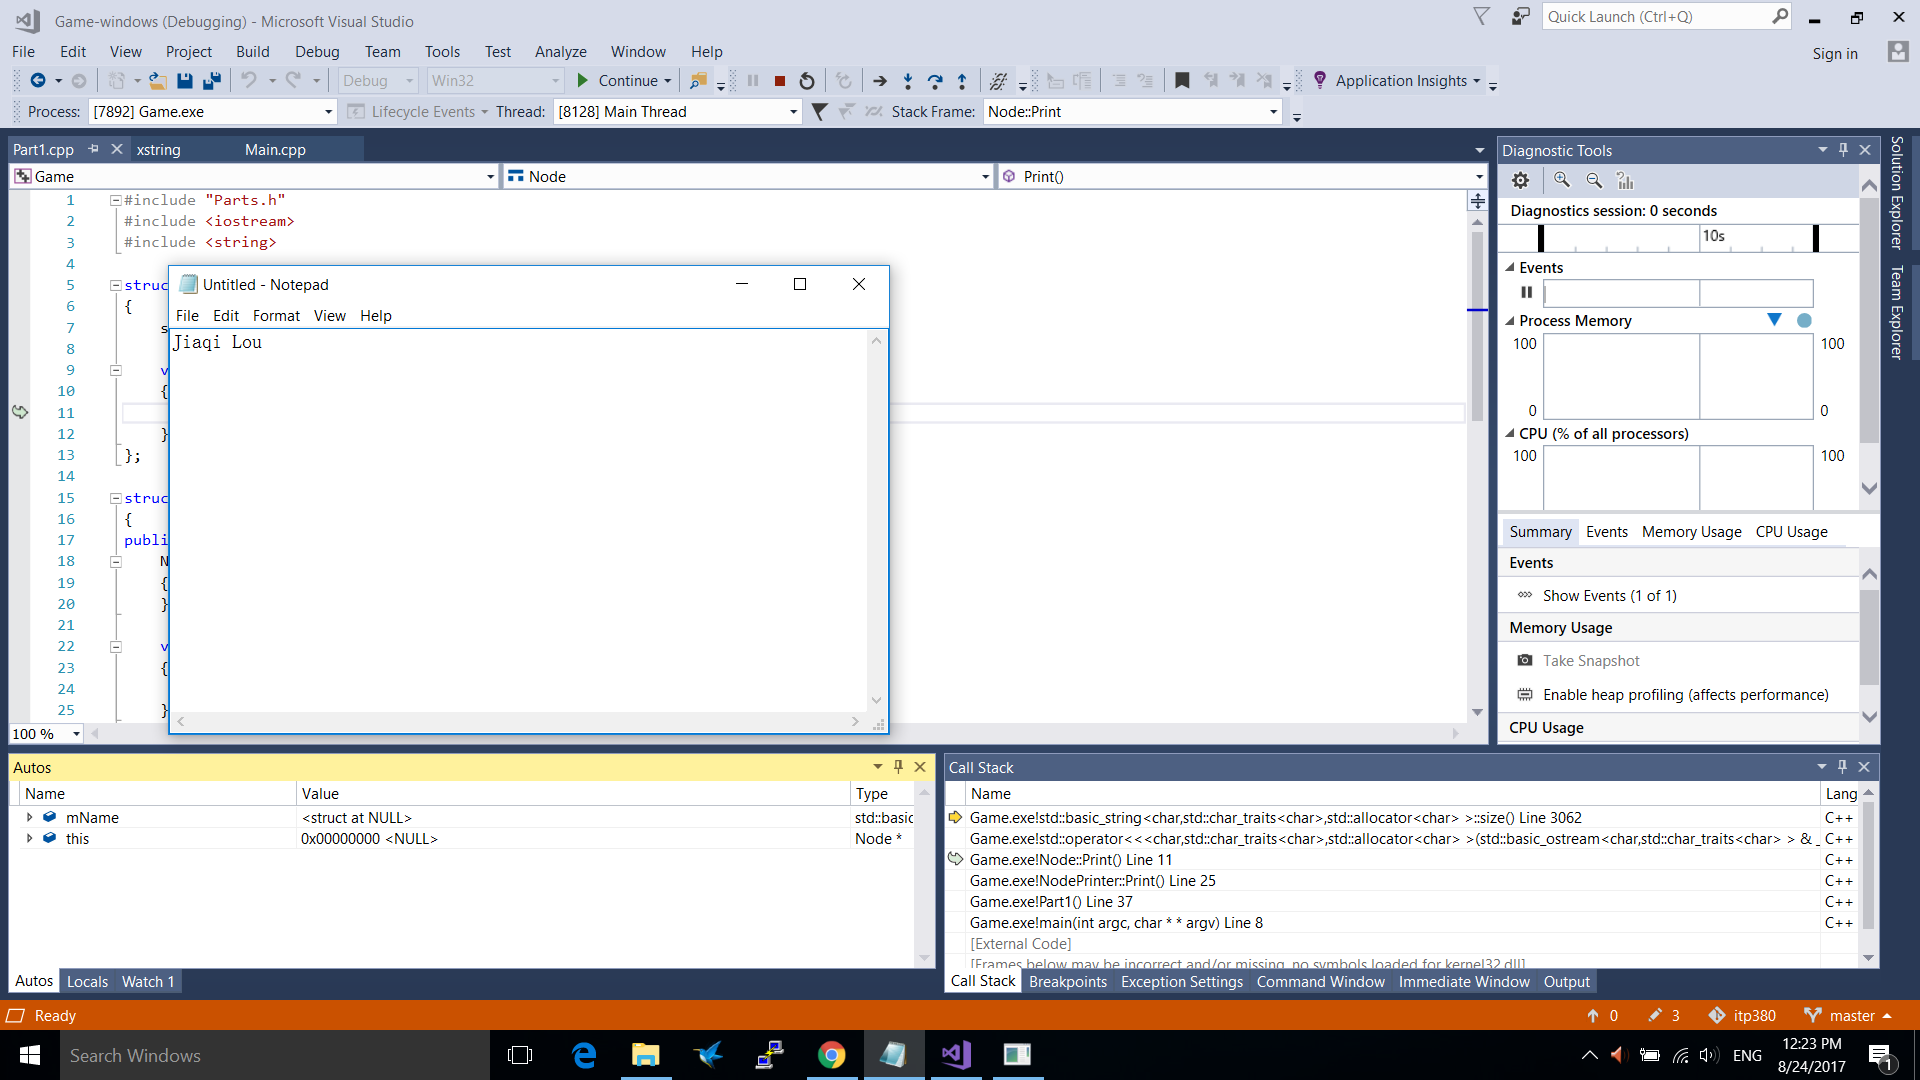 Game-windows (Debugging) - Microsoft Visual Studio
Quick Launch (Ctrl+Q)
File Edit View Project Build Debug Team Tools Test Analyze Window Help
Sign in
Debug Win32 Continue Application Insights
Process: [7892] Game.exe Lifecycle Events Thread: [8128] Main Thread Stack Frame: Node::Print
Part1.cpp xstring Main.cpp
Game Node Print()
1 #include "Parts.h"
2 #include <iostream>
3 #include <string>
4
5 struc
6 {
7 s
8
9 v
10 {
11
12 }
13 };
14
15 struc
16 {
17 publi
18 N
19 {
20 }
21
22 v
23 {
24
25 }
100 %
Untitled - Notepad
File Edit Format View Help
Jiaqi Lou
Diagnostic Tools
Diagnostics session: 0 seconds
10s
Events
Process Memory
100 100
0 0
CPU (% of all processors)
100 100
Summary Events Memory Usage CPU Usage
Events
Show Events (1 of 1)
Memory Usage
Take Snapshot
Enable heap profiling (affects performance)
CPU Usage
Solution Explorer
Team Explorer
Autos
Name Value Type
mName <struct at NULL> std::basic
this 0x00000000 <NULL> Node *
Autos Locals Watch 1
Call Stack
Name Lang
Game.exe!std::basic_string<char,std::char_traits<char>,std::allocator<char> >::size() Line 3062 C++
Game.exe!std::operator<<<char,std::char_traits<char>,std::allocator<char> >(std::basic_ostream<char,std::char_traits<char> > & _ C++
Game.exe!Node::Print() Line 11 C++
Game.exe!NodePrinter::Print() Line 25 C++
Game.exe!Part1() Line 37 C++
Game.exe!main(int argc, char * * argv) Line 8 C++
[External Code]
[Frames below may be incorrect and/or missing, no symbols loaded for kernel32.dll]
Call Stack Breakpoints Exception Settings Command Window Immediate Window Output
Ready
0 3 itp380 master
Search Windows
ENG
12:23 PM
8/24/2017
1